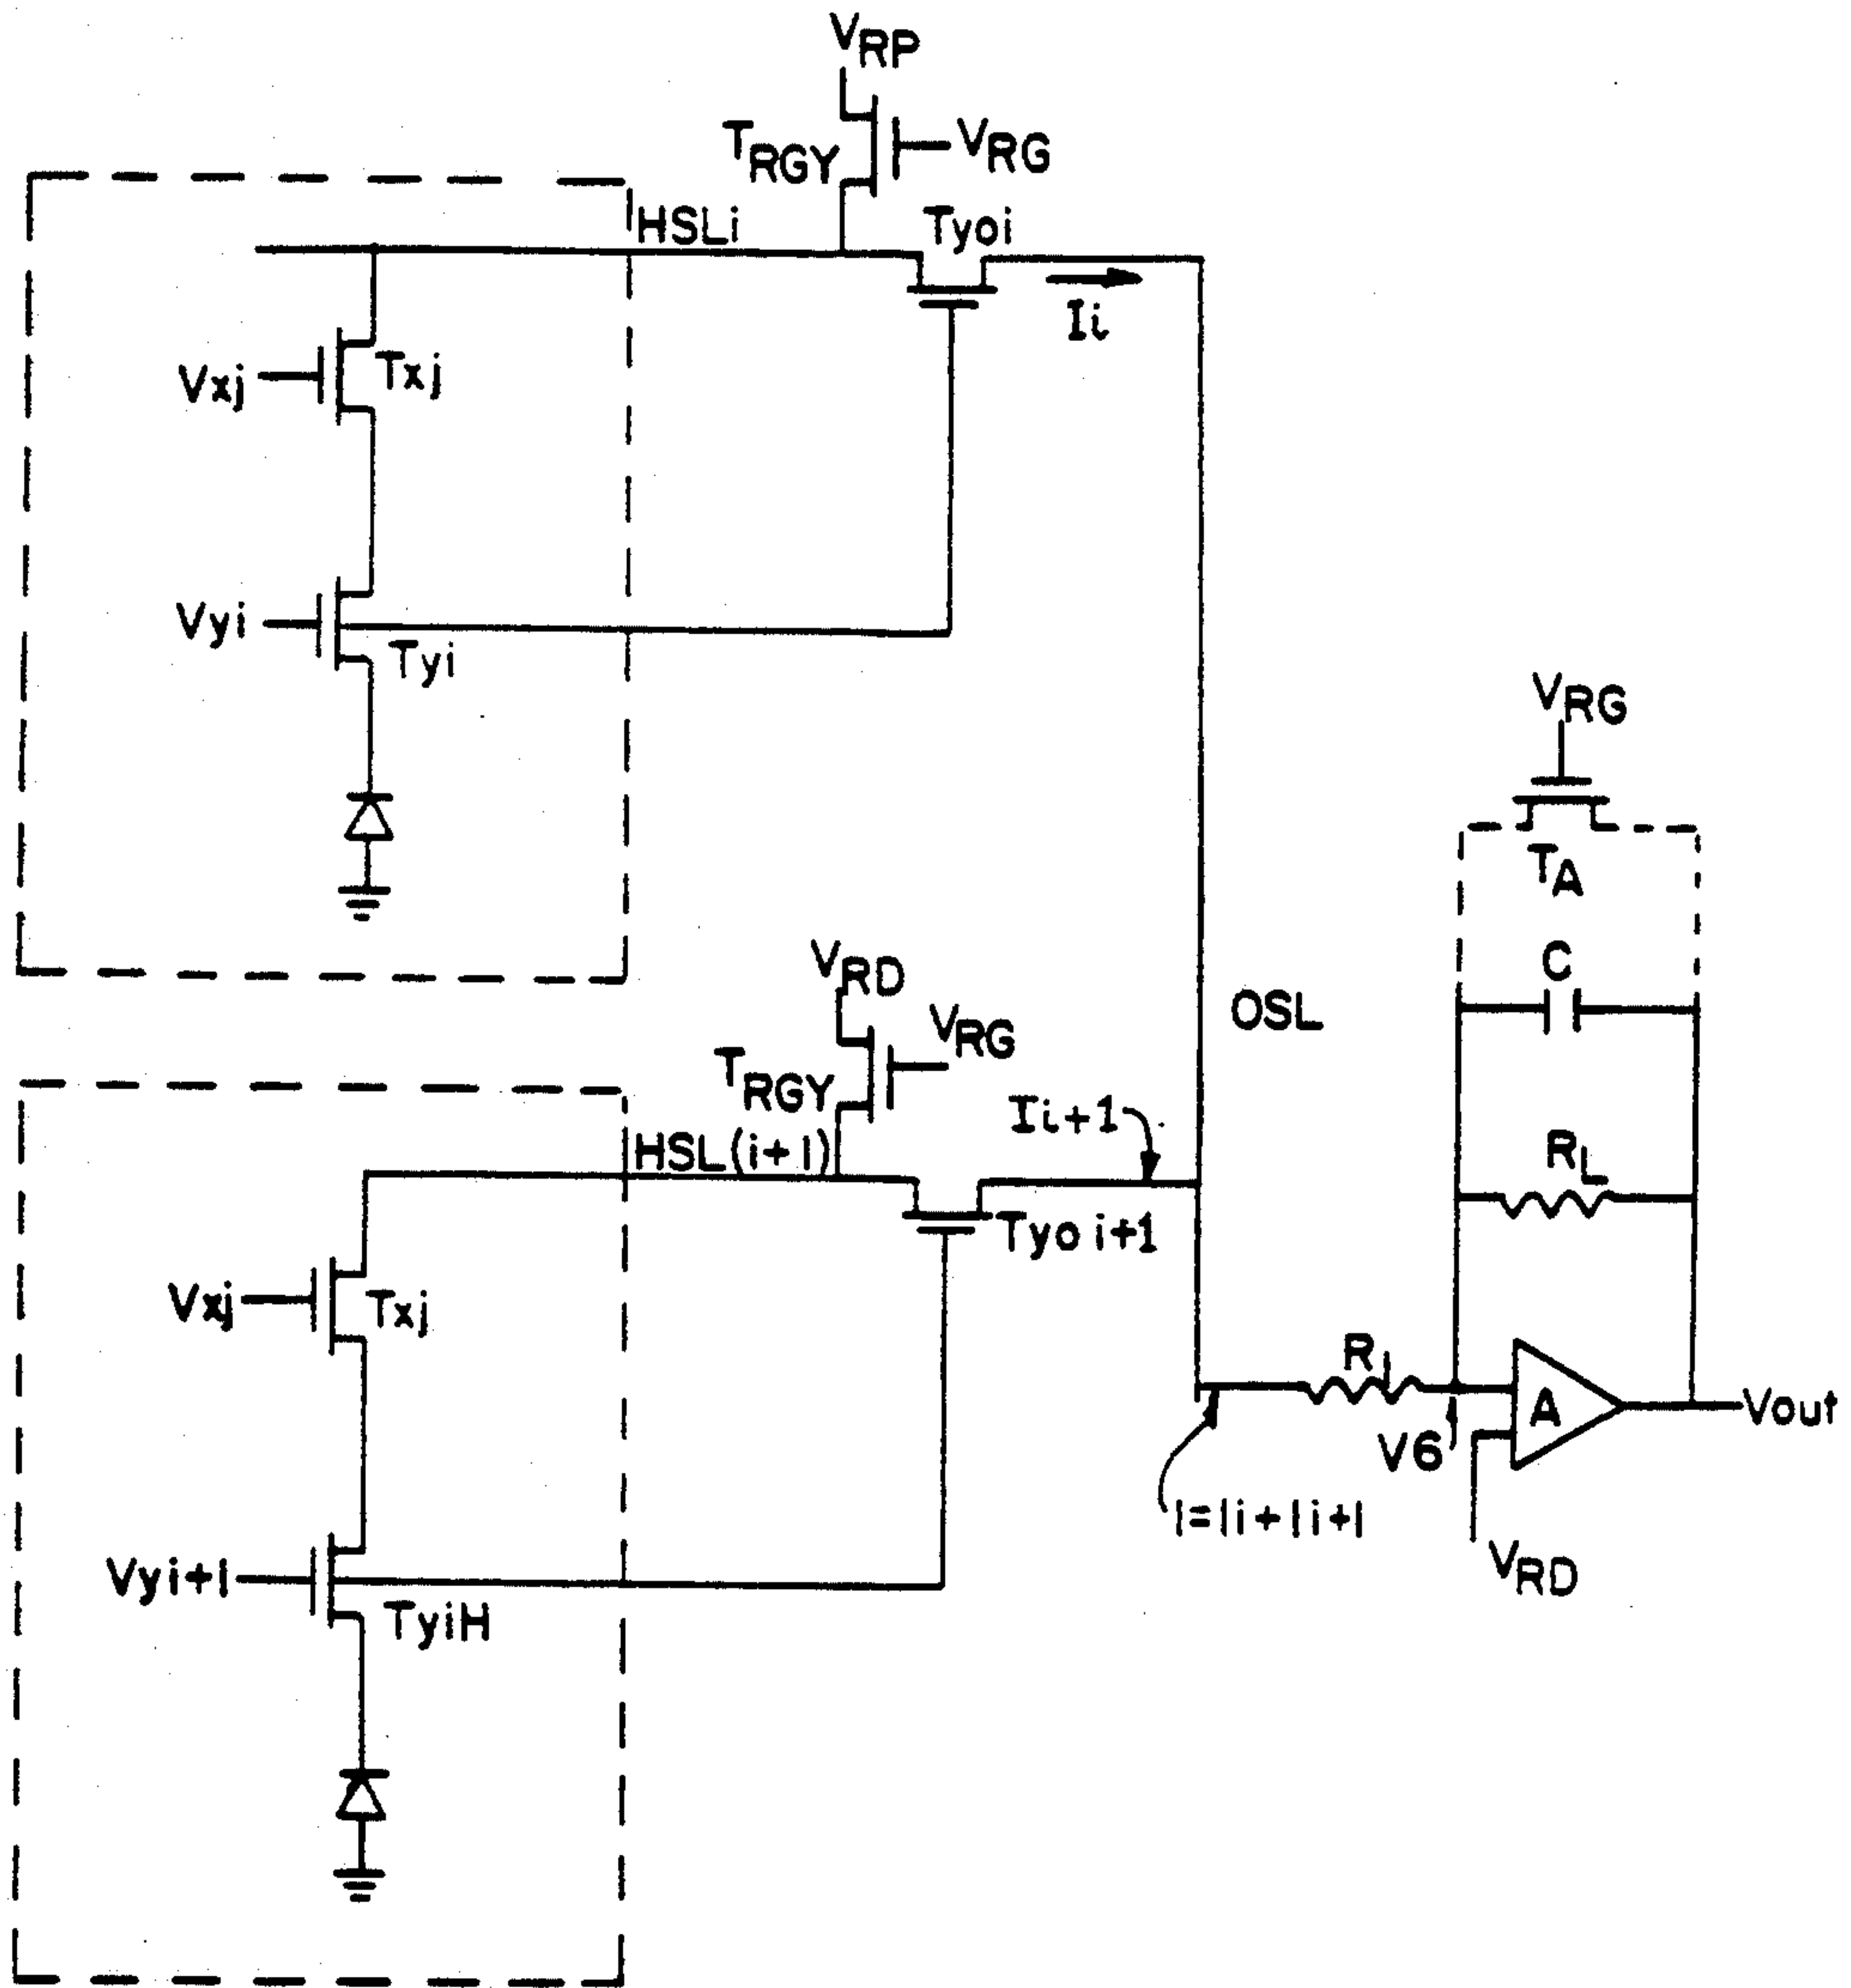 VRP
TRGY
VRG
HSLi
Tyoi
Ii
Vxj
Txj
Vyi
Tyi
VRG
TA
C
VRD
VRG
OSL
TRGY
Ii+1
HSL(i+1)
RL
Tyoi+1
Vxj
Txj
R1
A
Vout
V6
I=Ii+Ii+1
Vyi+1
VRD
TyiH